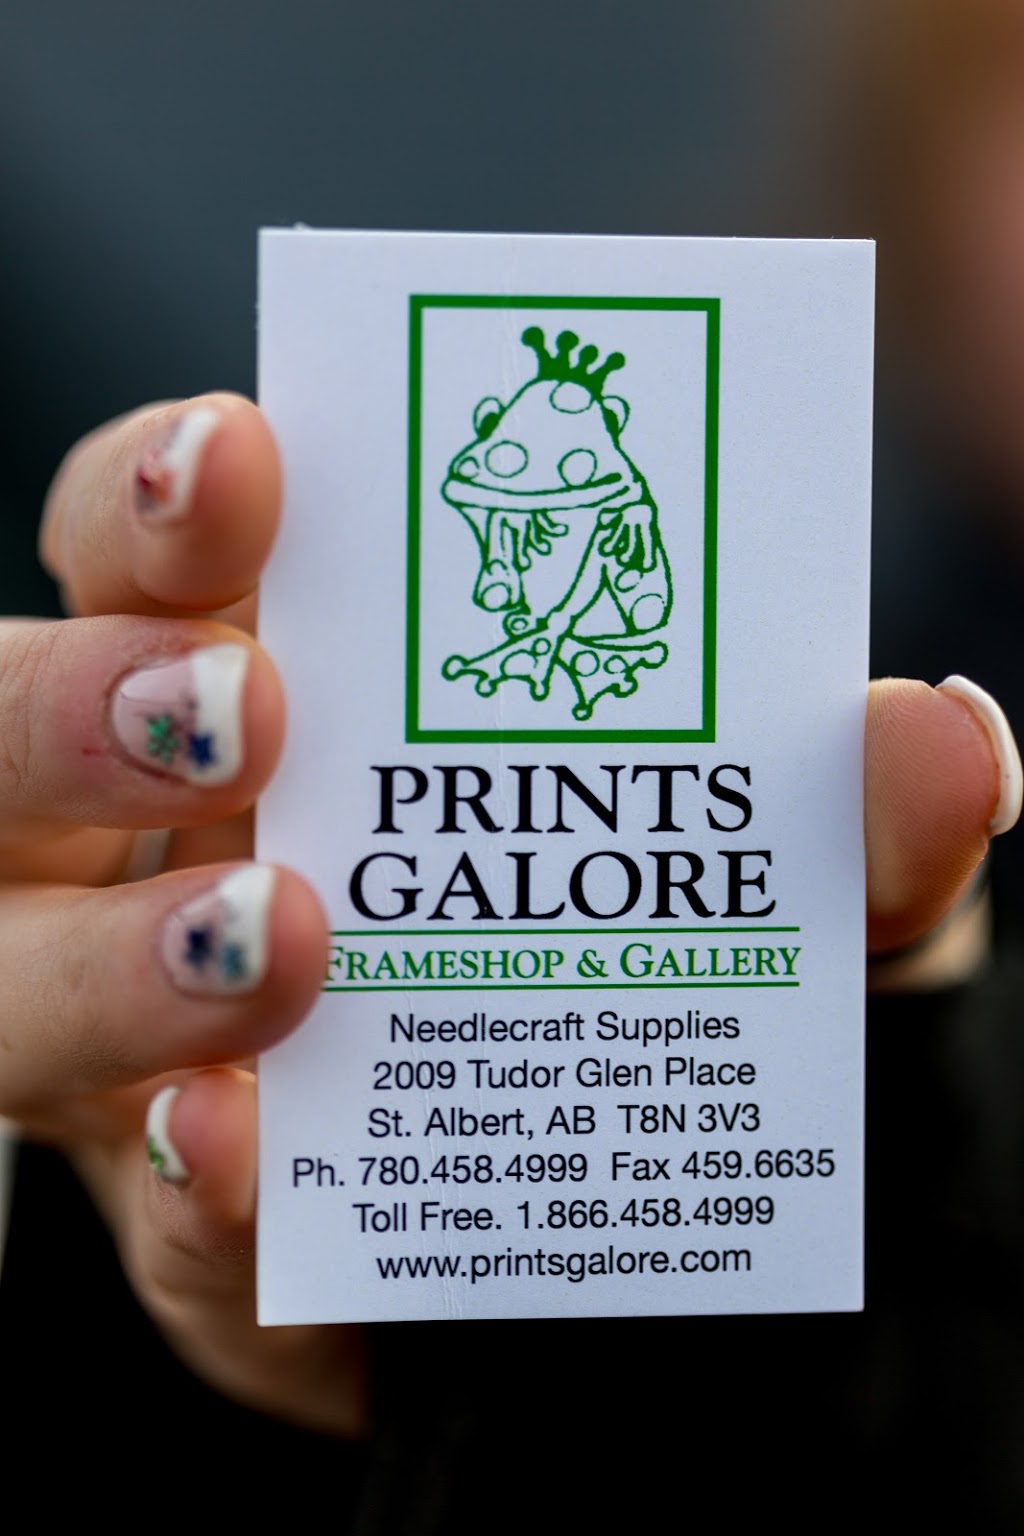 PRINTS
GALORE
FRAMESHOP & GALLERY
Needlecraft Supplies
2009 Tudor Glen Place
St. Albert, AB T8N 3V3
Ph. 780.458.4999 Fax 459.6635
Toll Free. 1.866.458.4999
www.printsgalore.com